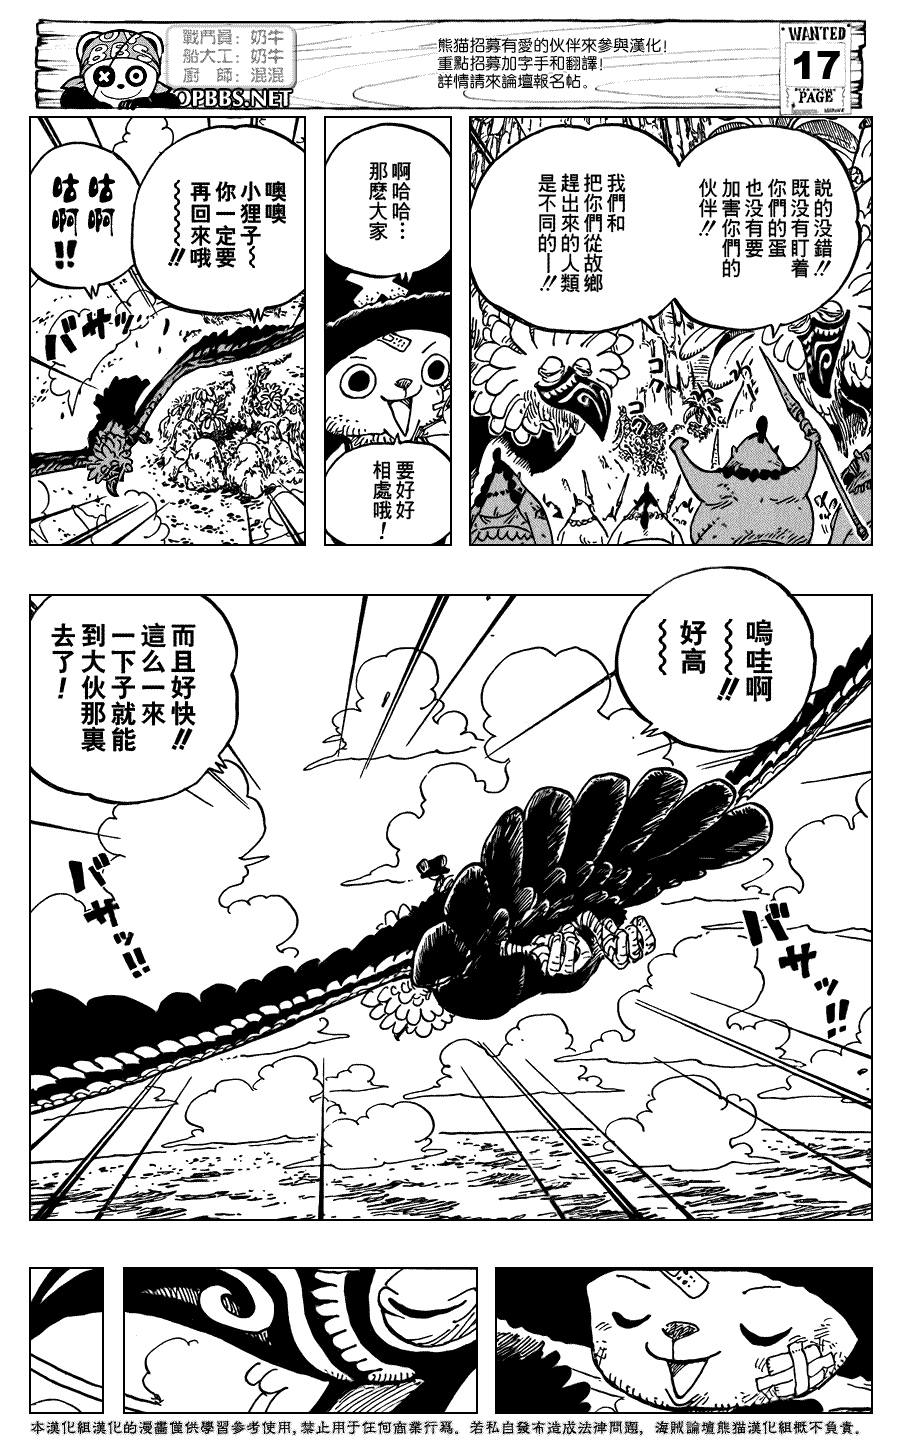 戰鬥員：奶牛
船大工：奶牛
廚　師：混混
OPBBS.NET
熊猫招募有愛的伙伴來參與漢化！
重點招募加字手和翻譯！
詳情請來論壇報名帖。
WANTED
17
PAGE
說的没錯!!
既没有盯着
你們的蛋
也没有要
加害你們的
伙伴!!
我們和
把你們從故鄉
趕出來的人類
是不同的ー!!
コココ
啊哈哈…
那麽大家
要好好
相處哦！
噢噢
小狸子～
你一定要
再回來哦
～～～～!!
咕啊
咕啊!!
バサッ…
嗚哇啊
～～～!!
好高
～～
而且好快!!
這么一來
一下子就能
到大伙那裏
去了！
バサッ
バサッ!!
本漢化組漢化的漫畫僅供學習參考使用,禁止用于任何商業行爲。若私自發布造成法律問題，海賊論壇熊猫漢化組概不負責。